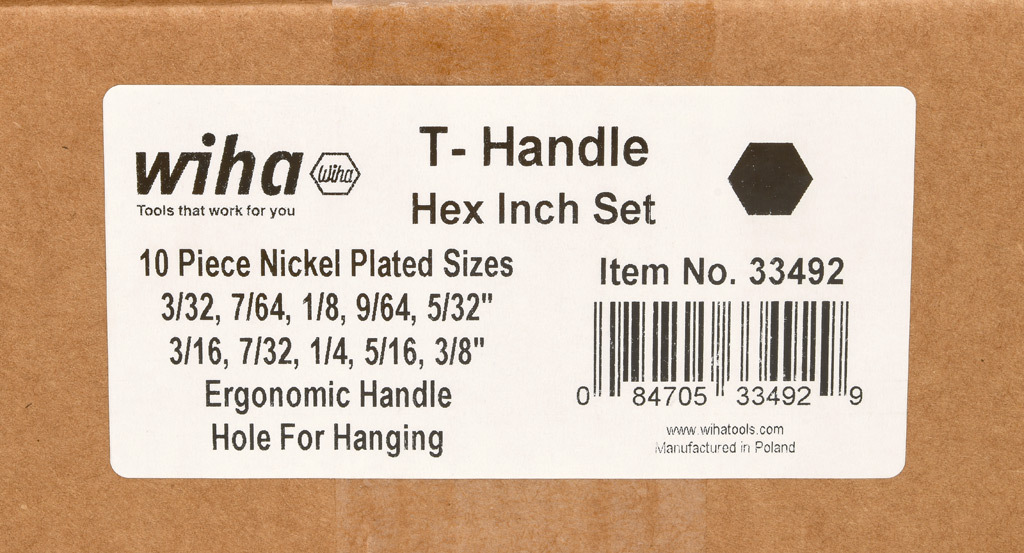 wiha wiha
Tools that work for you
T- Handle
Hex Inch Set
10 Piece Nickel Plated Sizes
3/32, 7/64, 1/8, 9/64, 5/32"
3/16, 7/32, 1/4, 5/16, 3/8"
Ergonomic Handle
Hole For Hanging
Item No. 33492
0 84705 33492 9
www.wihatools.com
Manufactured in Poland